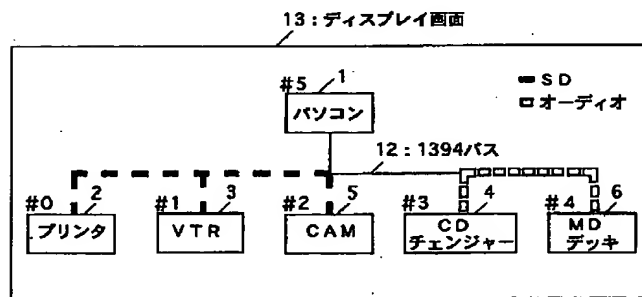 13：ディスプレイ画面
#5 1
パソコン
SD
オーディオ
12：1394バス
#0 2
プリンタ
#1 3
VTR
#2 5
CAM
#3 4
CD
チェンジャー
#4 6
MD
デッキ